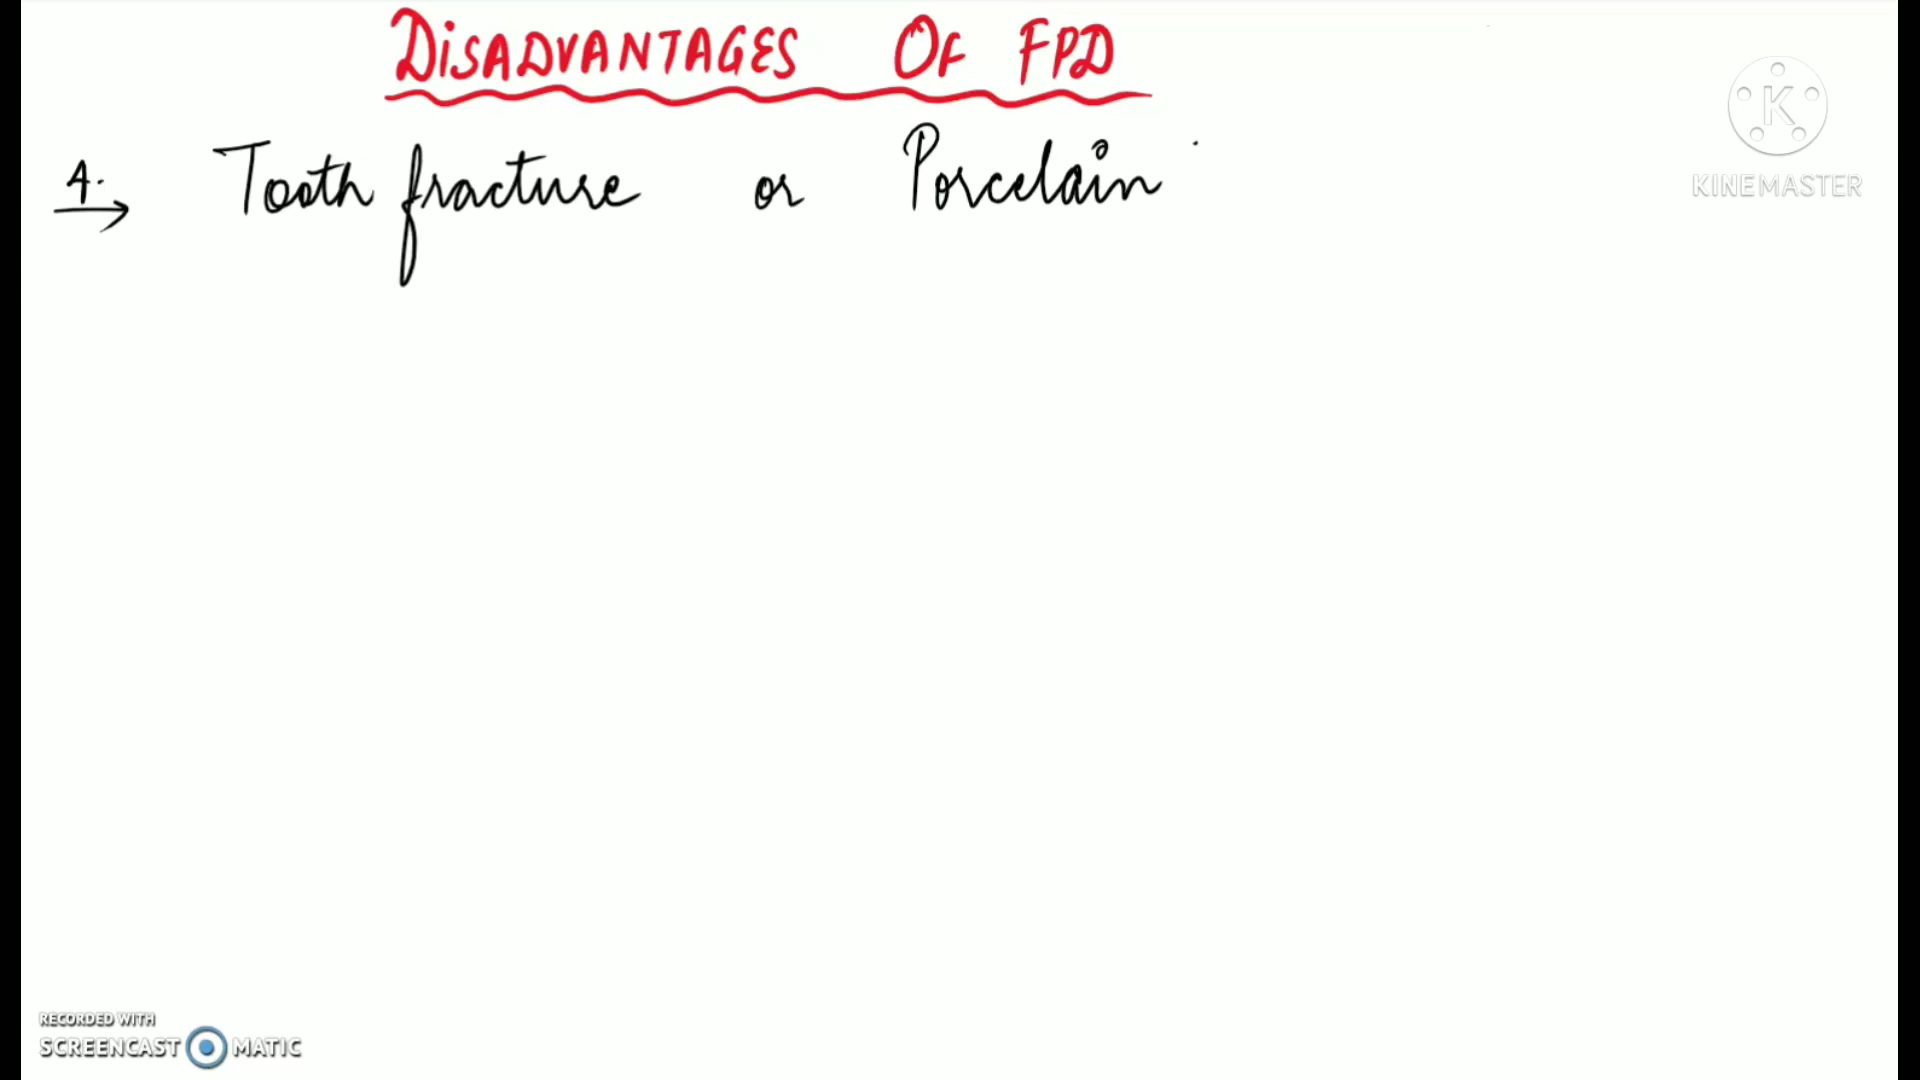 DISADVANTAGES OF FPD
4. Tooth fracture or Porcelain
KINEMASTER
RECORDED WITH
SCREENCAST MATIC